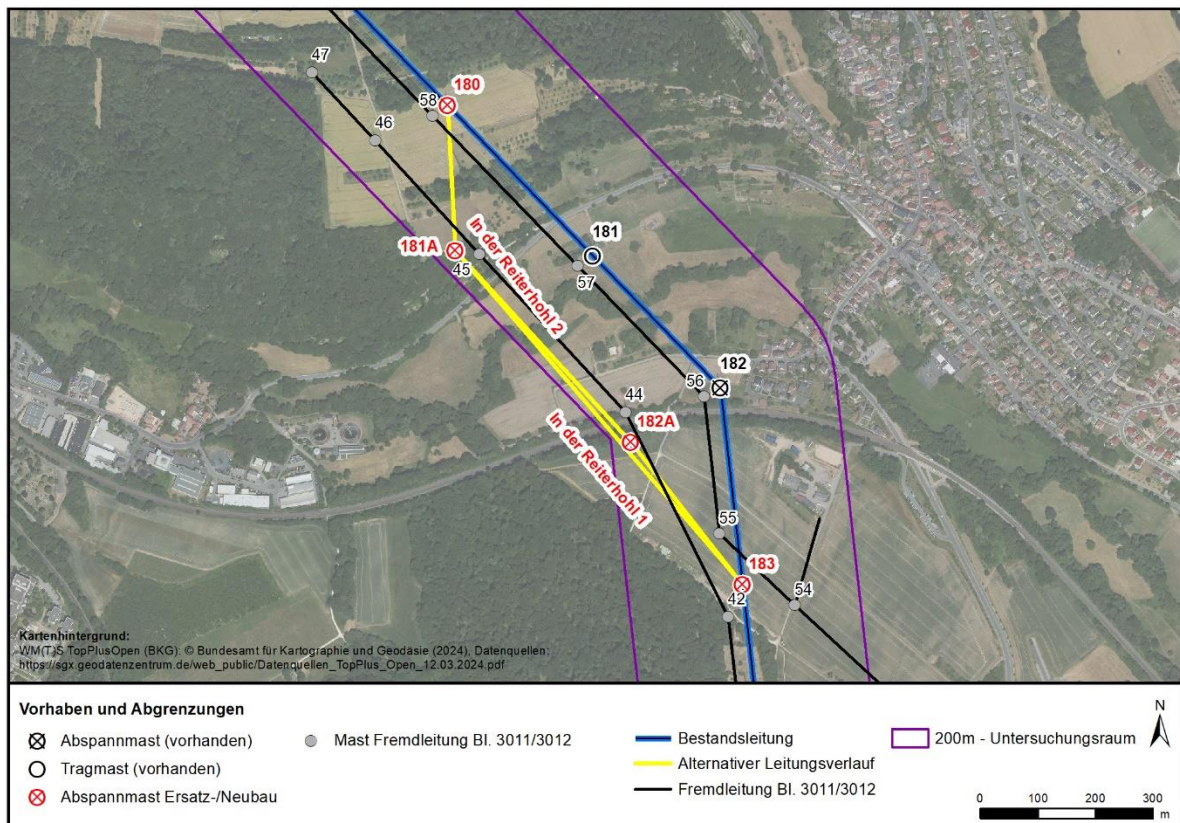 47
46
58
180
181A
45
In der Reiterhohl 2
181
57
182
56
44
182A
In der Reiterhohl 1
55
183
54
42
Kartenhintergrund:
WM(T)S TopPlusOpen (BKG): © Bundesamt für Kartographie und Geodäsie (2024), Datenquellen:
https://sgx.geodatenzentrum.de/web_public/Datenquellen_TopPlus_Open_12.03.2024.pdf
Vorhaben und Abgrenzungen
Abspannmast (vorhanden)
Tragmast (vorhanden)
Abspannmast Ersatz-/Neubau
Mast Fremdleitung Bl. 3011/3012
Bestandsleitung
Alternativer Leitungsverlauf
Fremdleitung Bl. 3011/3012
200m - Untersuchungsraum
N
0 100 200 300
m